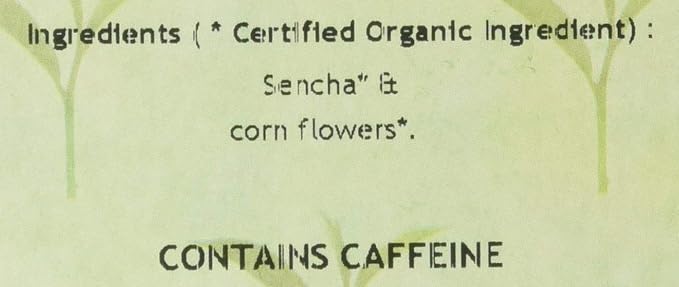 Ingredients ( * Certified Organic Ingredient) :
Sencha* &
corn flowers*.
CONTAINS CAFFEINE